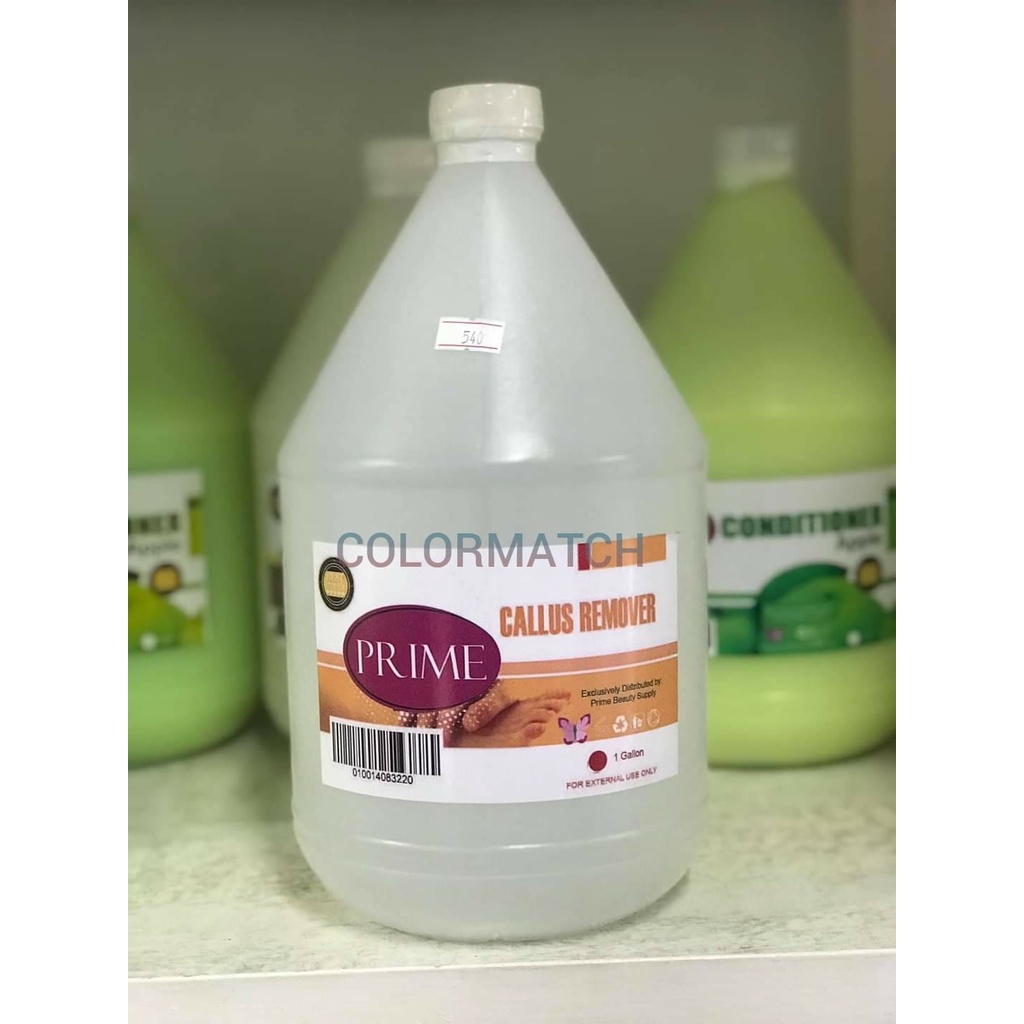 540
COLORMATCH
CALLUS REMOVER
PRIME
Exclusively Distributed by:
Prime Beauty Supply
1 Gallon
FOR EXTERNAL USE ONLY
010014083220
CONDITIONER
Apple
Apple